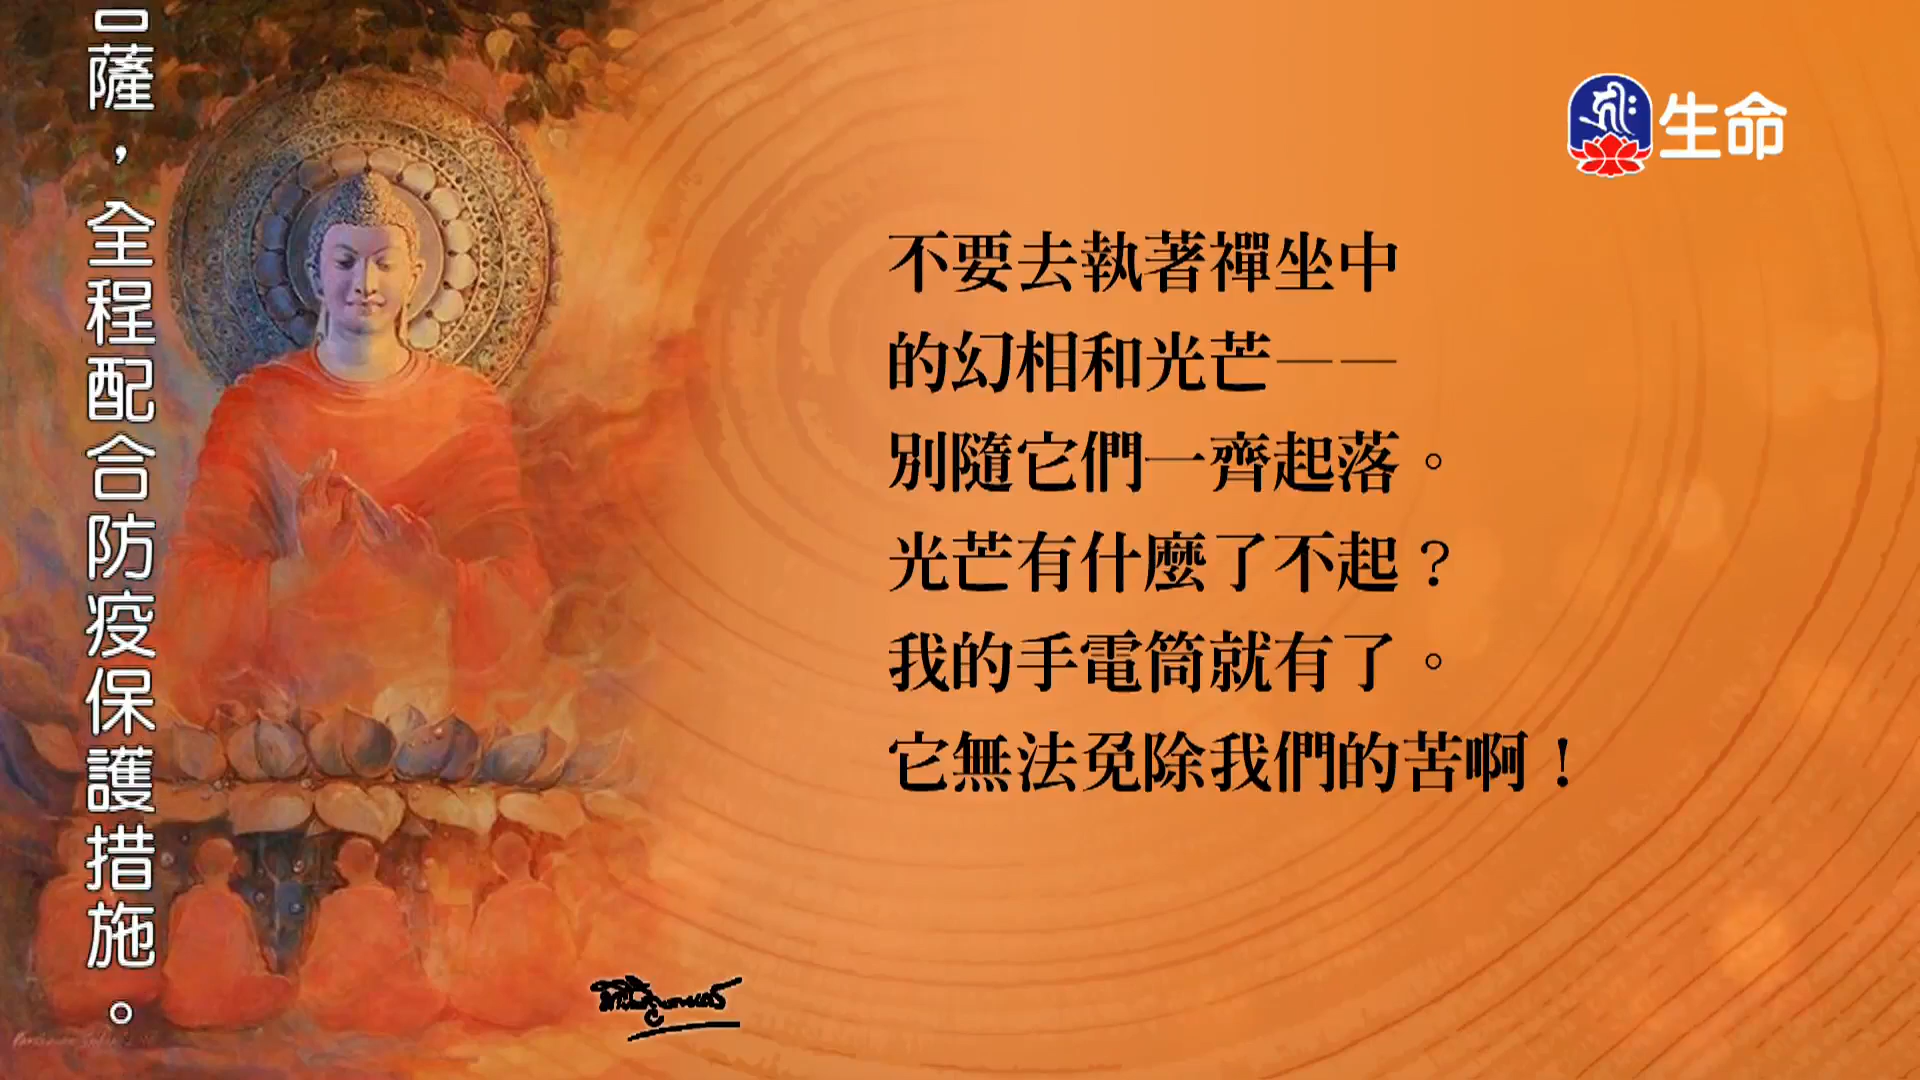 薩，全程配合防疫保護措施。
生命
不要去執著禪坐中
的幻相和光芒——
別隨它們一齊起落。
光芒有什麼了不起？
我的手電筒就有了。
它無法免除我們的苦啊！